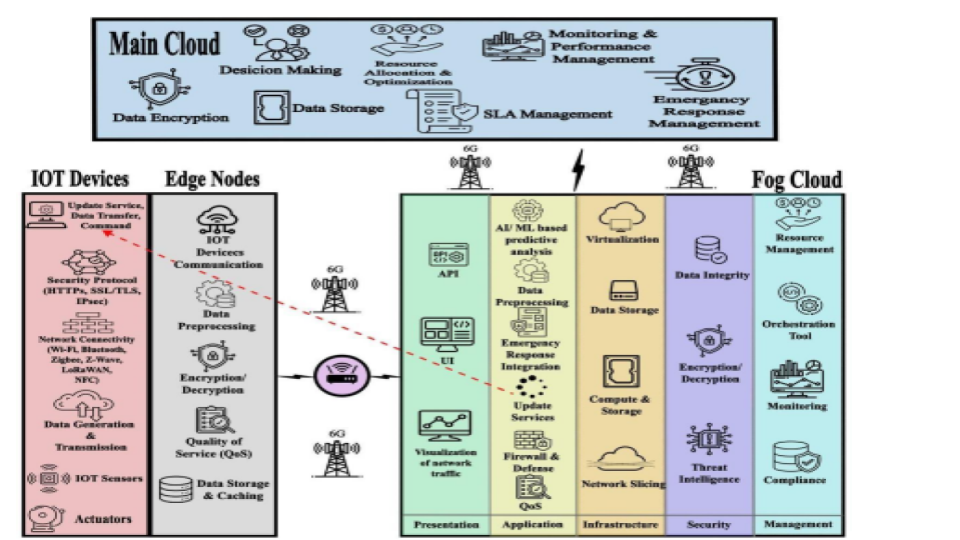 Main Cloud
Desicion Making
Resource
Allocation &
Optimization
Monitoring &
Performance
Management
Data Encryption
Data Storage
SLA Management
Emergancy
Response
Management
6G
6G
IOT Devices
Update Service,
Data Transfer,
Command
Security Protocol
(HTTPs, SSL/TLS,
IPsec)
Network Connectivity
(Wi-Fi, Bluetooth,
Zigbee, Z-Wave,
LoRaWAN,
NFC)
Data Generation
&
Transmission
IOT Sensors
Actuators
Edge Nodes
IOT
Devicecs
Communication
Data
Preprocessing
Encryption/
Decryption
Quality of
Service (QoS)
Data Storage
& Caching
6G
6G
Fog Cloud
API
API
</>
UI
Visualization
of network
traffic
Presentation
AI/ ML based
predictive
analysis
Data
Preprocessing
Emergency
Response
Integration
Update
Services
Firewall &
Defense
QoS
Application
Virtualization
Data Storage
Compute &
Storage
Network Slicing
Infrastructure
Data Integrity
Encryption/
Decryption
Threat
Intelligence
Security
Resource
Management
Orchestration
Tool
Monitoring
Compliance
Management